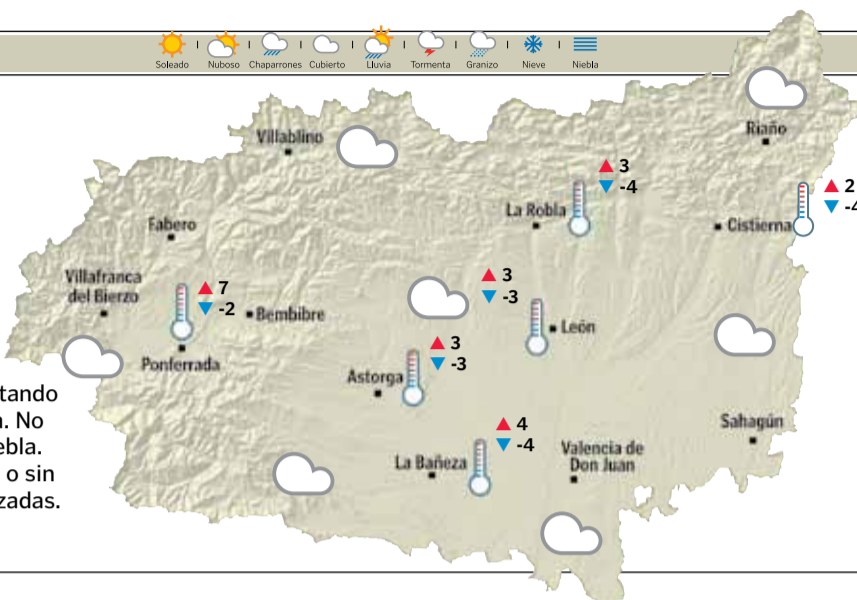 Soleado Nuboso Chaparrones Cubierto Lluvia Tormenta Granizo Nieve Niebla
Riaño
Villablino
3
-4
2
La Robla
Cistierna
Fabero
Villafranca
del Bierzo
7
-2
Bembibre
3
-3
León
Ponferrada
3
-3
Astorga
tando
No
o sin
4
-4
La Bañeza
Valencia de
Don Juan
Sahagún